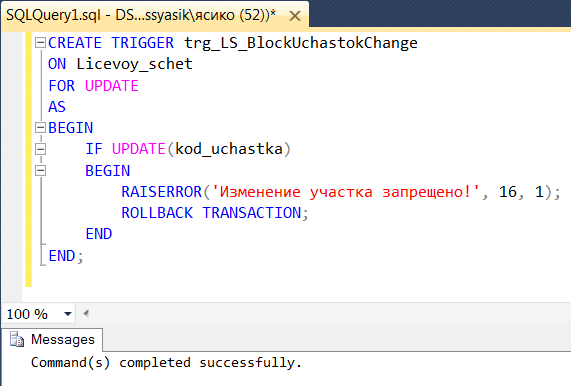 SQLQuery1.sql - DS...ssyasik\ясико (52))*
CREATE TRIGGER trg_LS_BlockUchastokChange
ON Licevoy_schet
FOR UPDATE
AS
BEGIN
IF UPDATE(kod_uchastka)
BEGIN
RAISERROR('Изменение участка запрещено!', 16, 1);
ROLLBACK TRANSACTION;
END
END;
100 %
Messages
Command(s) completed successfully.